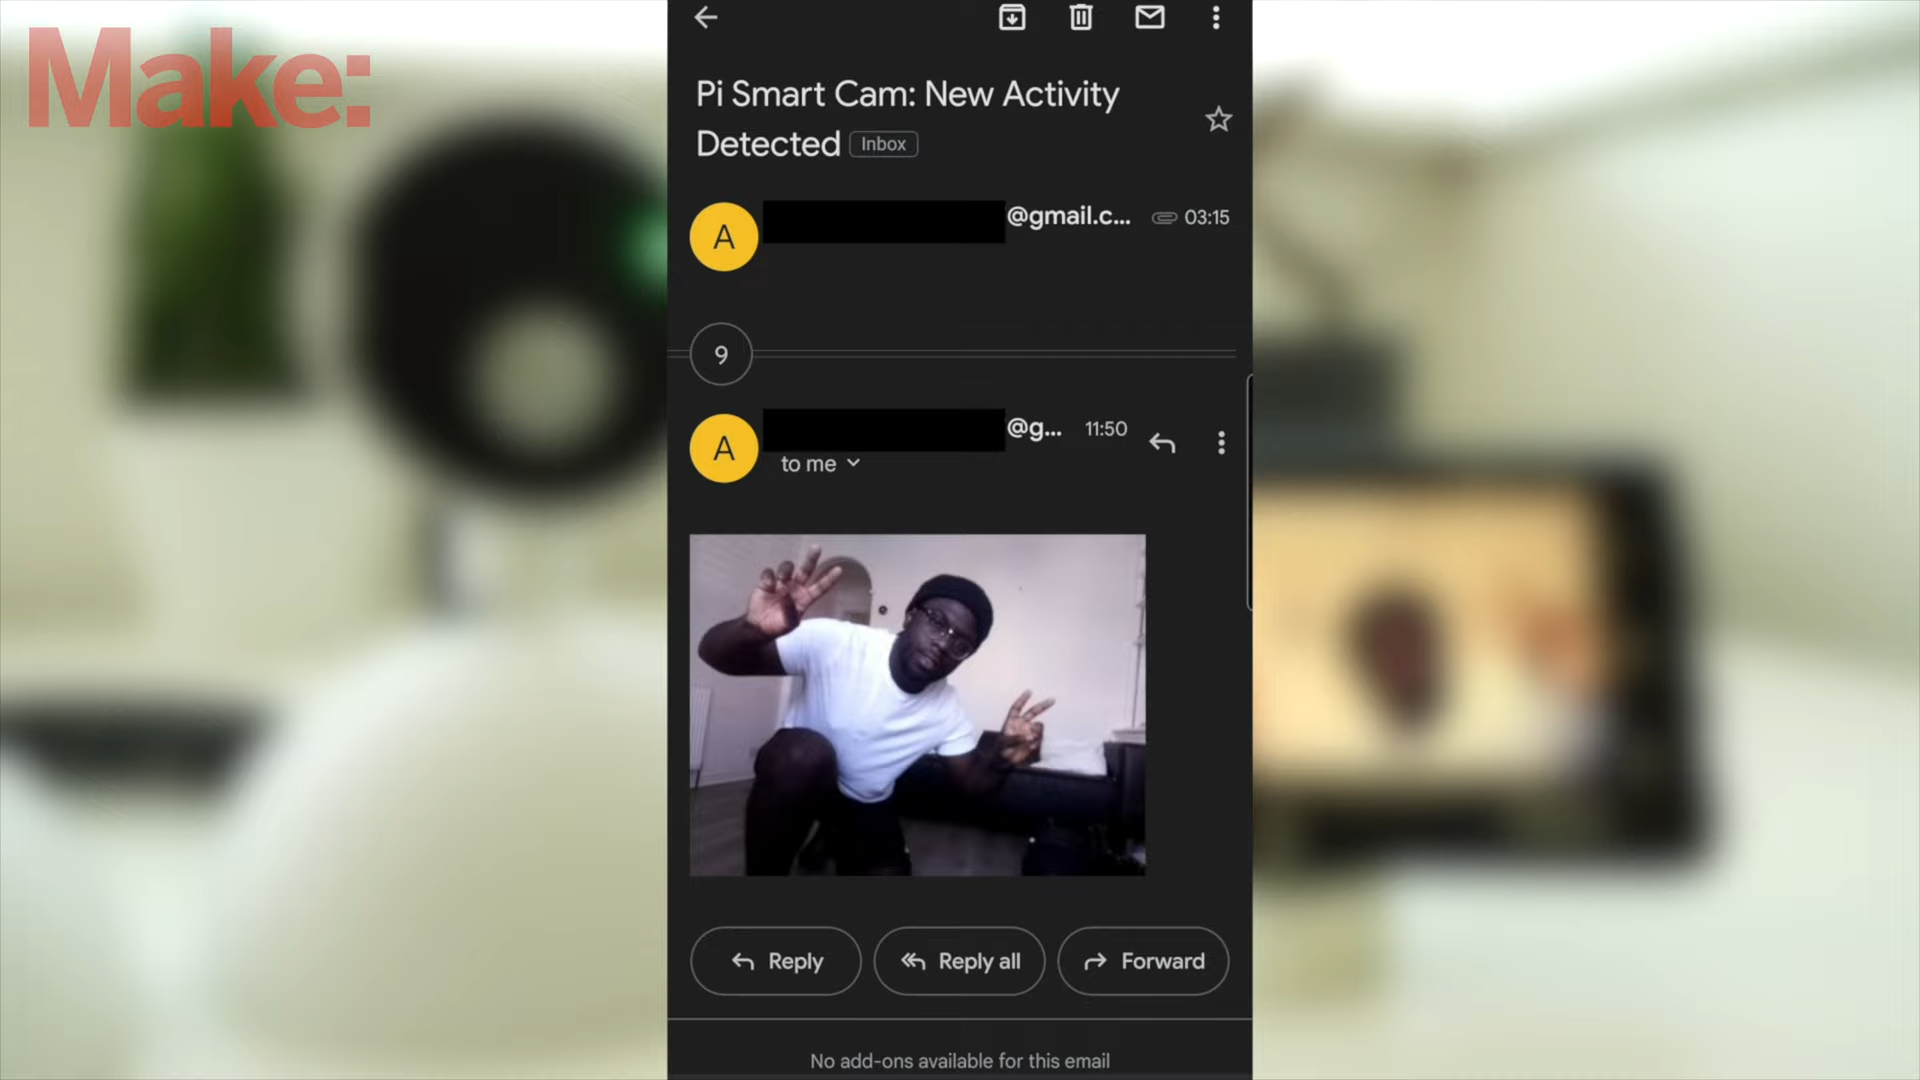 Make:
Pi Smart Cam: New Activity
Detected Inbox
A @gmail.c... 03:15
9
A @g... 11:50
to me
Reply Reply all Forward
No add-ons available for this email